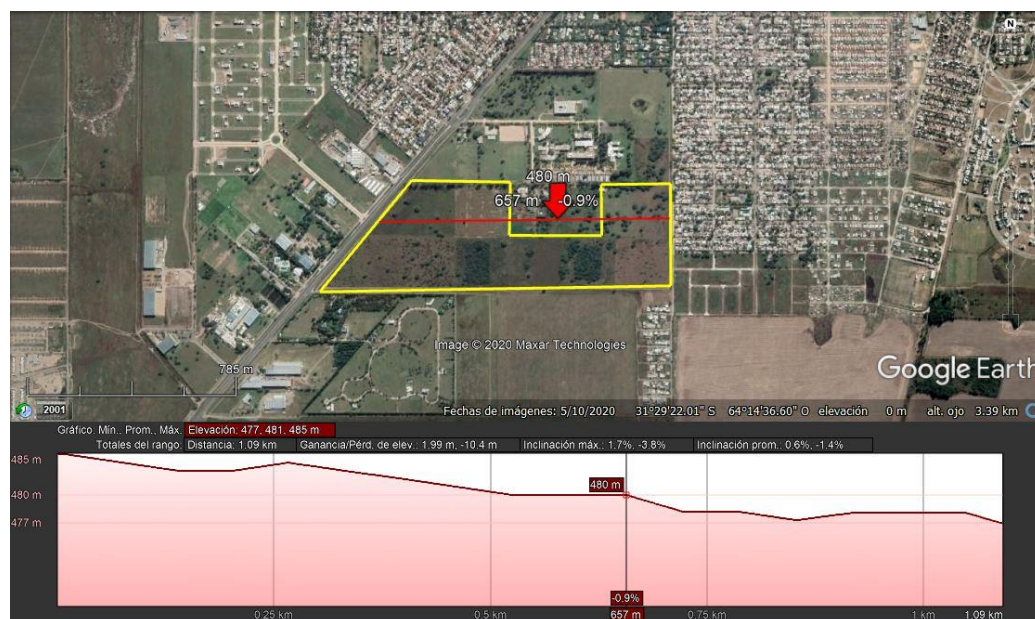 N
480 m
657 m -0.9%
Image © 2020 Maxar Technologies
785 m
Google Earth
2001
Fechas de imágenes: 5/10/2020 31°29'22.01" S 64°14'36.60" O elevación 0 m alt. ojo 3.39 km
Gráfico: Mín., Prom., Máx. Elevación: 477, 481, 485 m
Totales del rango: Distancia: 1.09 km Ganancia/Pérd. de elev.: 1.99 m, -10.4 m Inclinación máx.: 1.7%, -3.8% Inclinación prom.: 0.6%, -1.4%
485 m
480 m
480 m
477 m
-0.9%
0.25 km 0.5 km 657 m 0.75 km 1 km 1.09 km